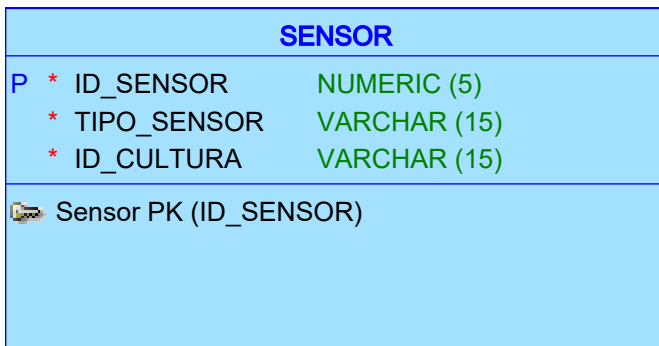 SENSOR
P * ID_SENSOR NUMERIC (5)
* TIPO_SENSOR VARCHAR (15)
* ID_CULTURA VARCHAR (15)
Sensor PK (ID_SENSOR)